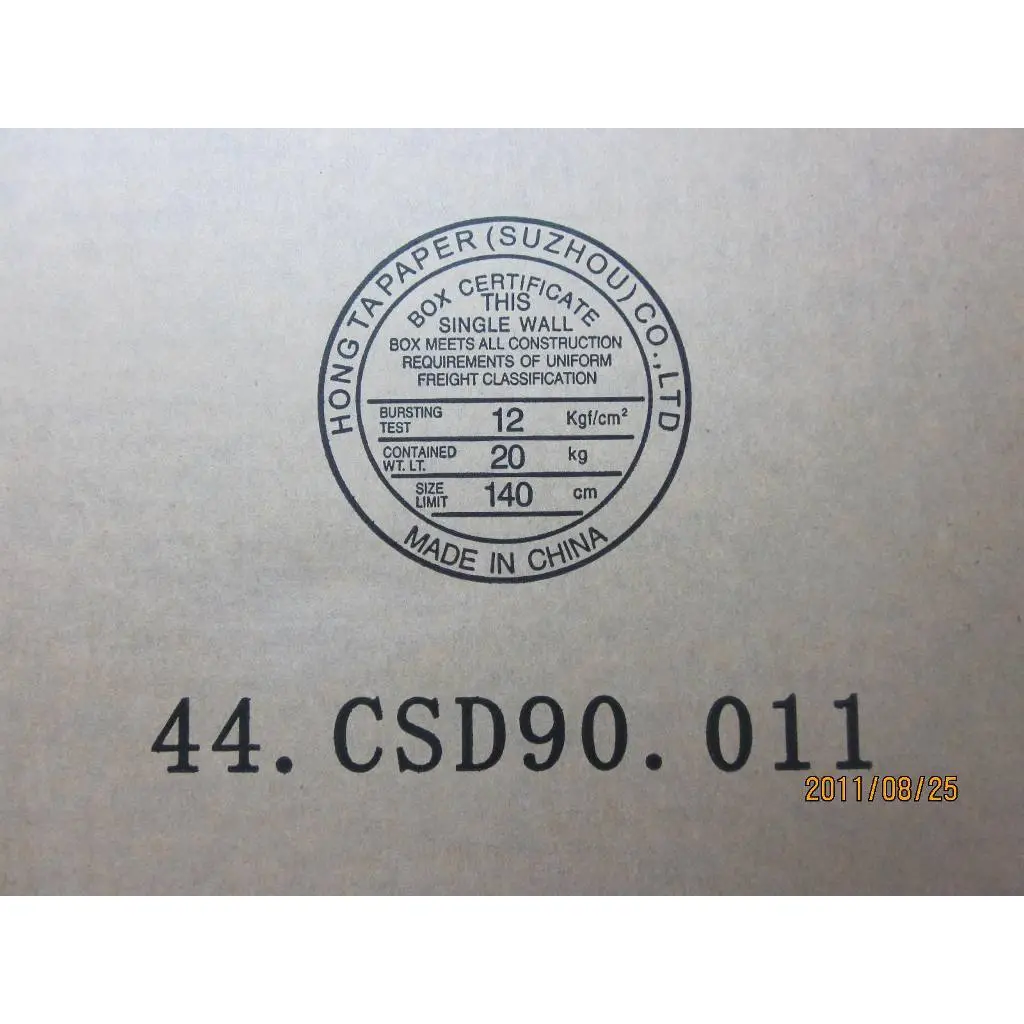 HONG TA PAPER (SUZHOU) CO., LTD
BOX CERTIFICATE
THIS
SINGLE WALL
BOX MEETS ALL CONSTRUCTION
REQUIREMENTS OF UNIFORM
FREIGHT CLASSIFICATION
BURSTING TEST 12 Kgf/cm²
CONTAINED WT. LT. 20 kg
SIZE LIMIT 140 cm
MADE IN CHINA
44.CSD90.011
2011/08/25